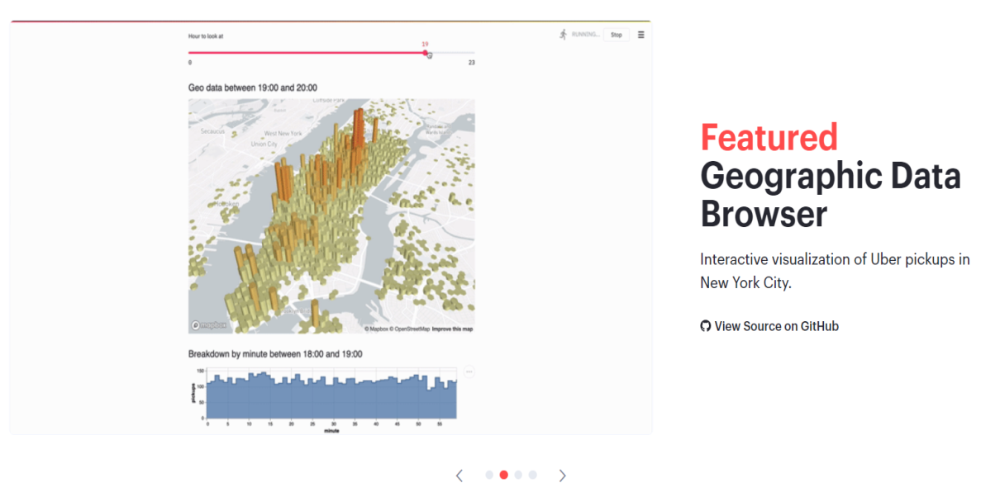 Hour to look at
RUNNING...
Stop
19
0
23
Geo data between 19:00 and 20:00
Secaucus
West New York
Union City
Hoboken
mapbox
© Mapbox © OpenStreetMap Improve this map
Breakdown by minute between 18:00 and 19:00
150
100
50
0
pickups
0 5 10 15 20 25 30 35 40 45 50 55
minute
Featured
Geographic Data
Browser
Interactive visualization of Uber pickups in
New York City.
View Source on GitHub